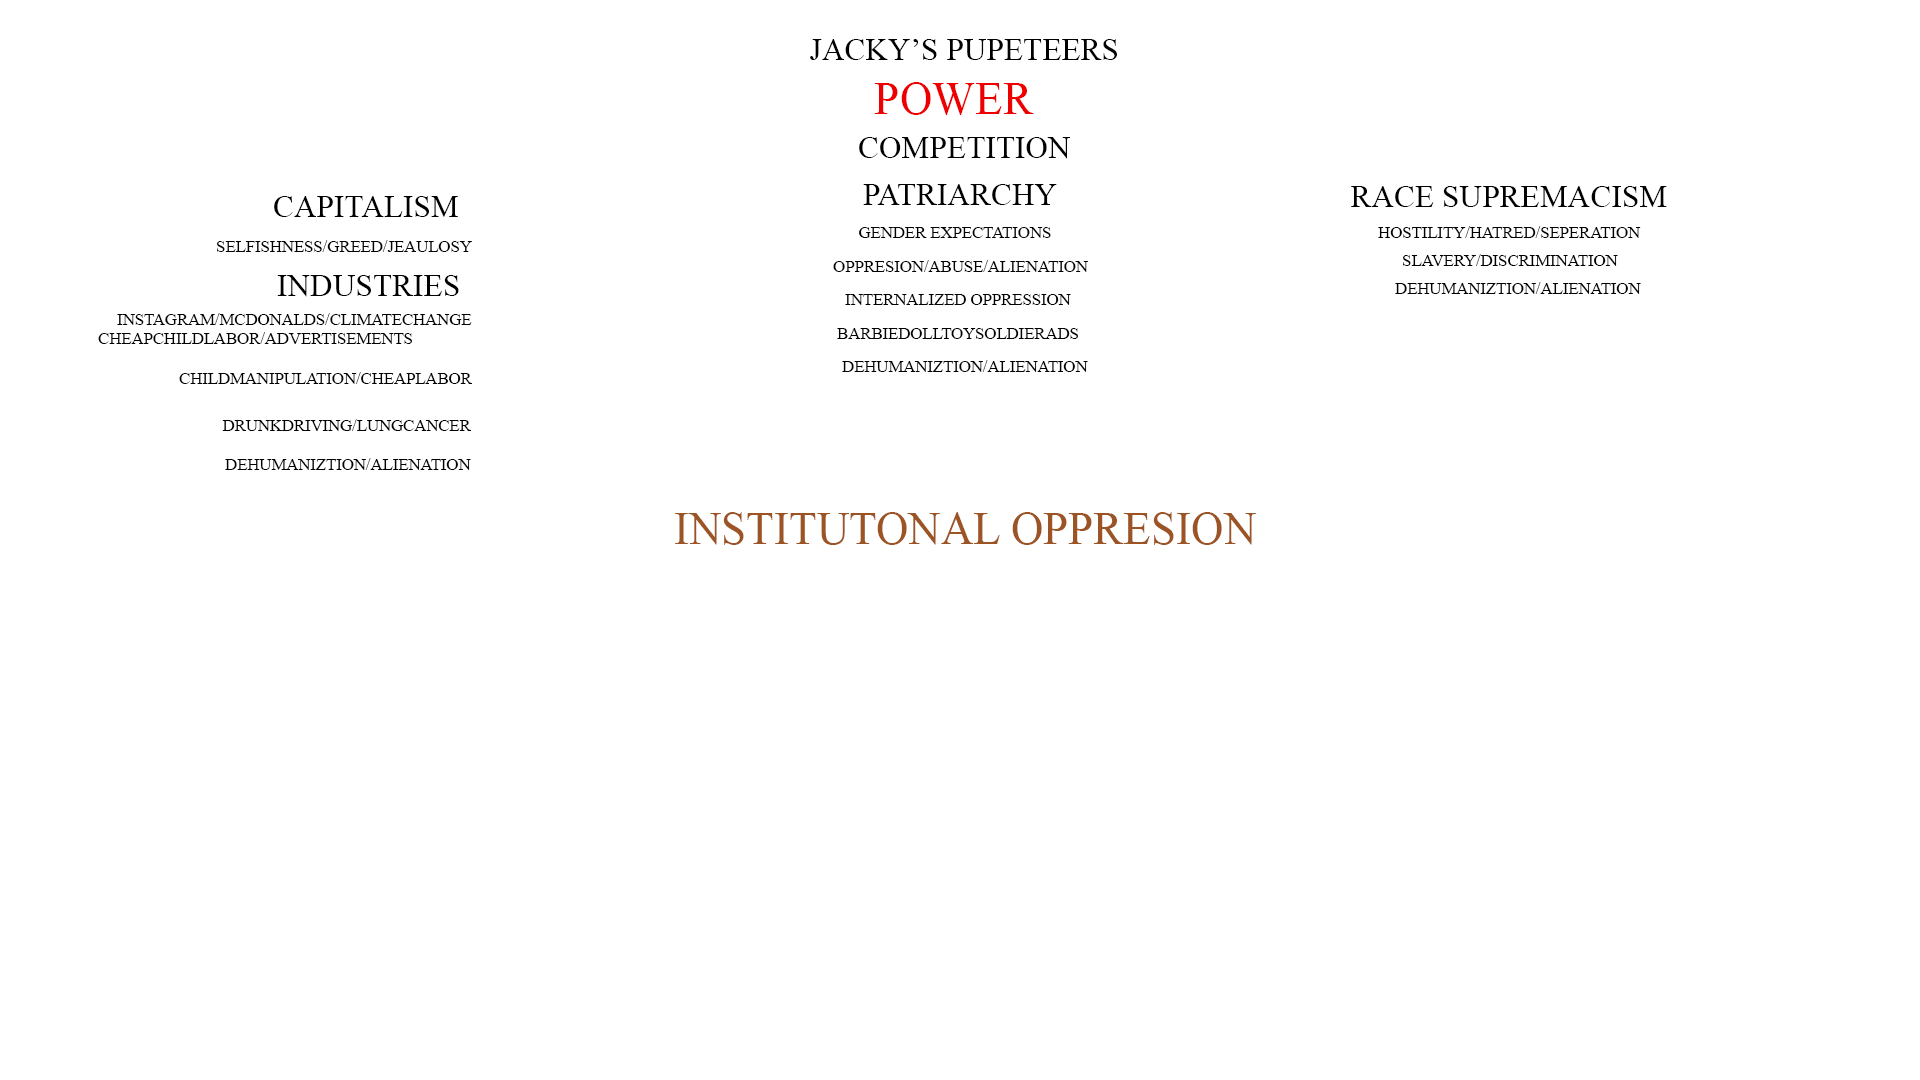 JACKY’S PUPETEERS
POWER
COMPETITION
CAPITALISM
SELFISHNESS/GREED/JEAULOSY
INDUSTRIES
INSTAGRAM/MCDONALDS/CLIMATECHANGE
CHEAPCHILDLABOR/ADVERTISEMENTS
CHILDMANIPULATION/CHEAPLABOR
DRUNKDRIVING/LUNGCANCER
DEHUMANIZTION/ALIENATION
PATRIARCHY
GENDER EXPECTATIONS
OPPRESION/ABUSE/ALIENATION
INTERNALIZED OPPRESSION
BARBIEDOLLTOYSOLDIERADS
DEHUMANIZTION/ALIENATION
RACE SUPREMACISM
HOSTILITY/HATRED/SEPERATION
SLAVERY/DISCRIMINATION
DEHUMANIZTION/ALIENATION
INSTITUTONAL OPPRESION